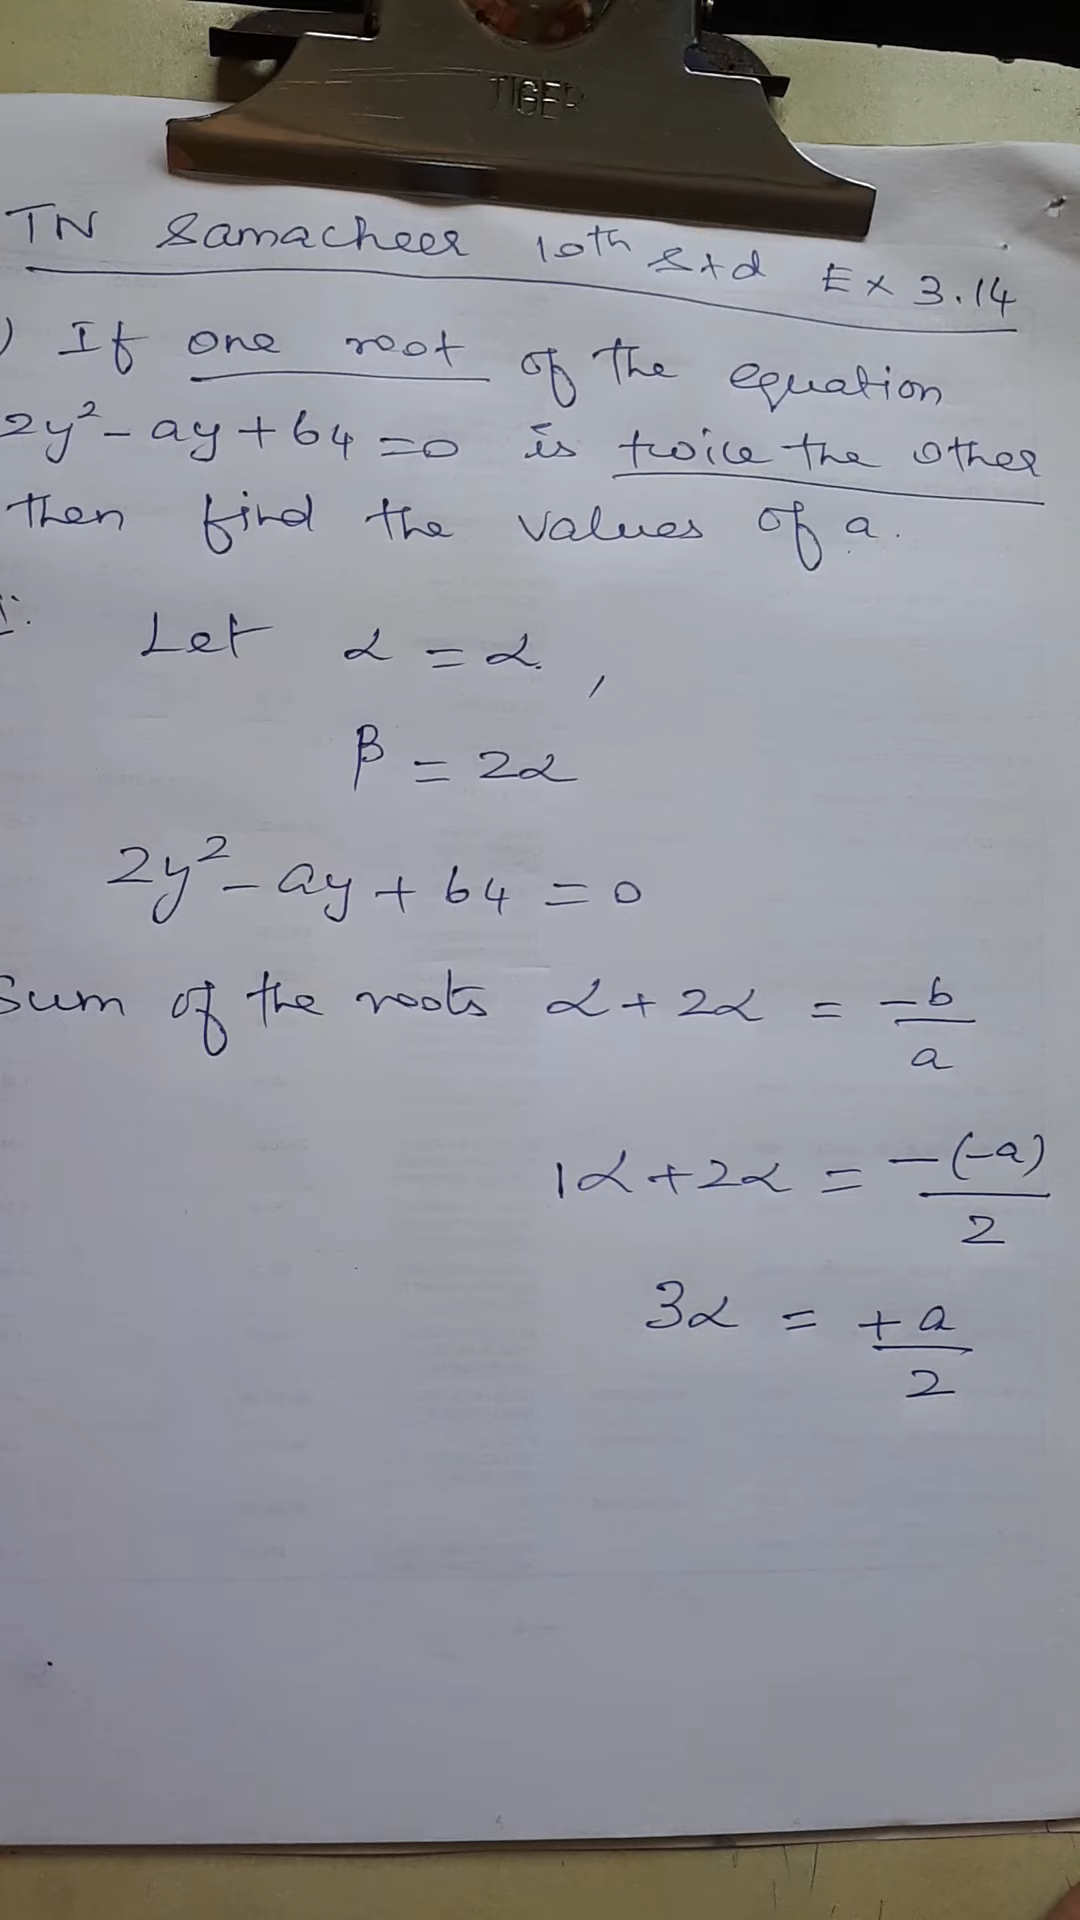 TIGER
TN Samacheer 10th Std Ex 3.14
) If one root of the equation
2y² - ay + 64 = 0 is twice the other
then find the values of a.
Let α = α,
β = 2α
2y² - ay + 64 = 0
Sum of the roots α + 2α = -b/a
1α + 2α = -(-a)/2
3α = +a/2